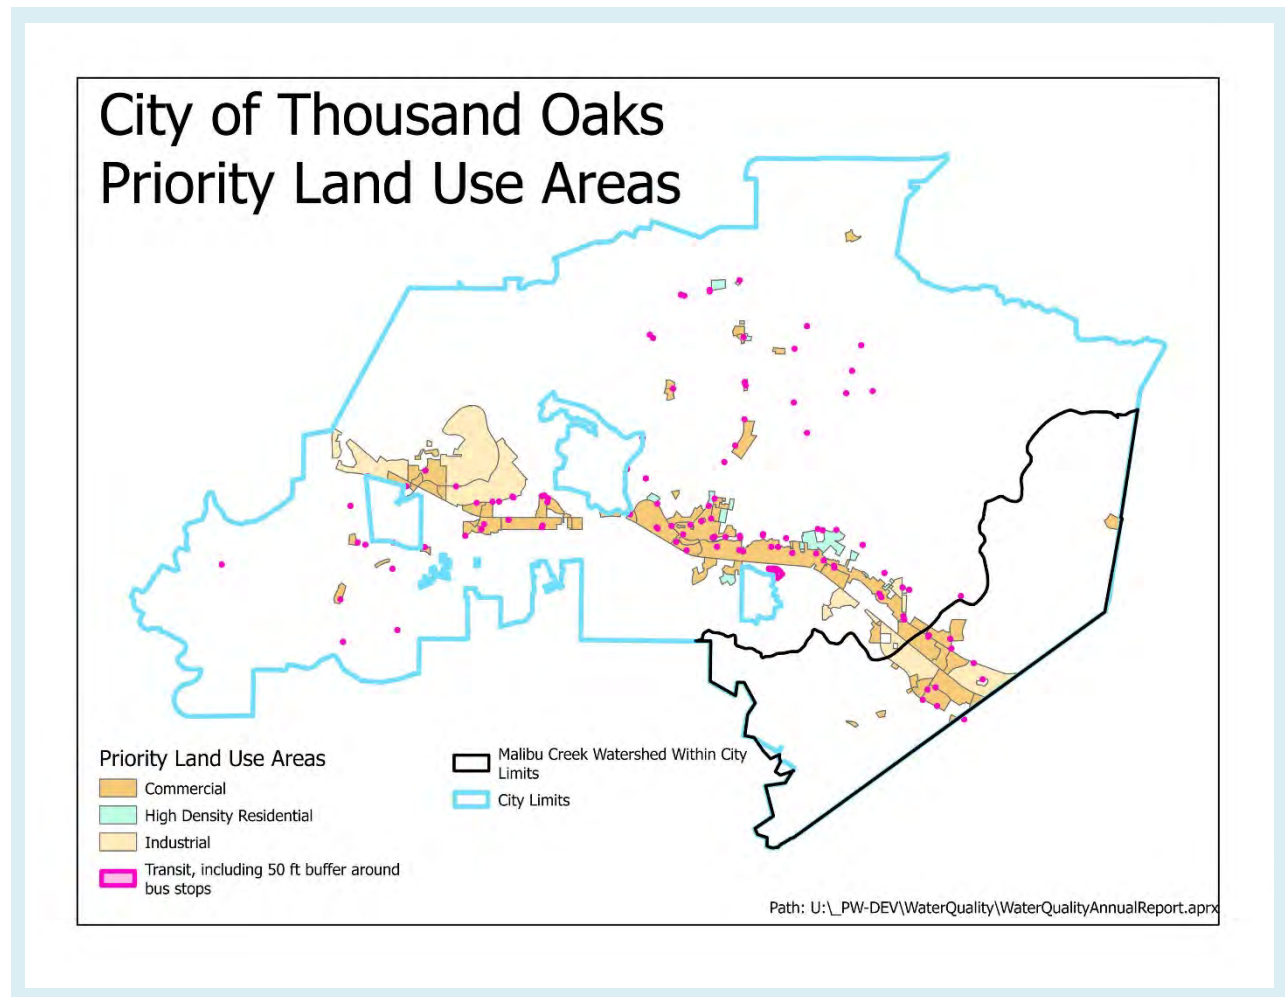 City of Thousand Oaks
Priority Land Use Areas
Priority Land Use Areas
Commercial
High Density Residential
Industrial
Transit, including 50 ft buffer around
bus stops
Malibu Creek Watershed Within City
Limits
City Limits
Path: U:\_PW-DEV\WaterQuality\WaterQualityAnnualReport.aprx